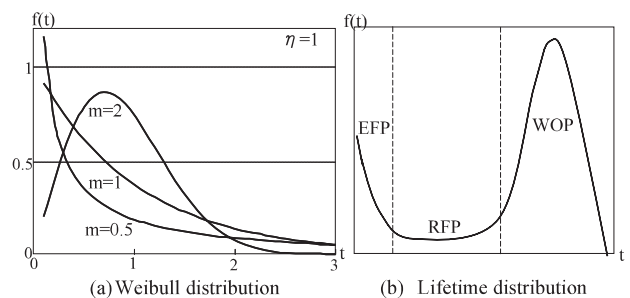 f(t)
η=1
1
m=2
0.5
m=1
m=0.5
0
1
2
3
t
(a) Weibull distribution
f(t)
EFP
WOP
RFP
t
(b) Lifetime distribution